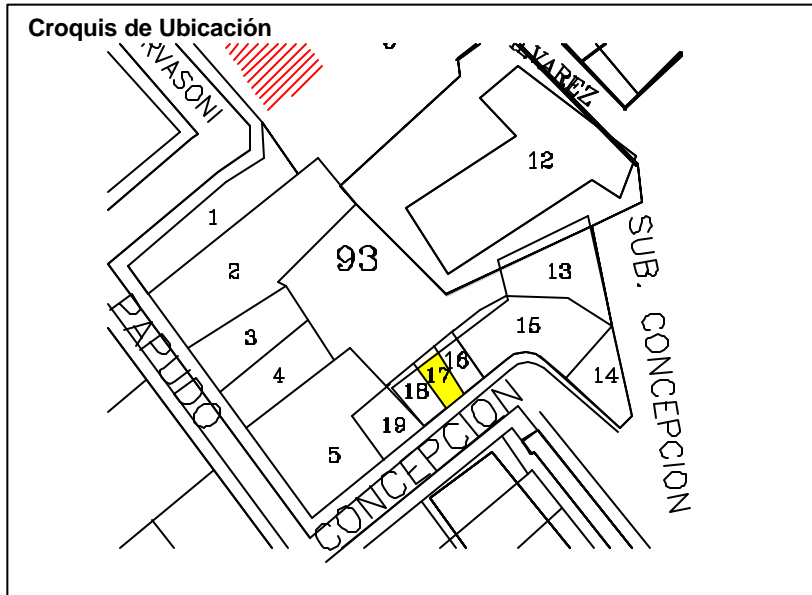 Croquis de Ubicación
RVASONI
ALVAREZ
12
1
2
93
SUB. CONCEPCION
13
3
15
PAPUDO
4
16
17
14
18
19
5
CONCEPCION